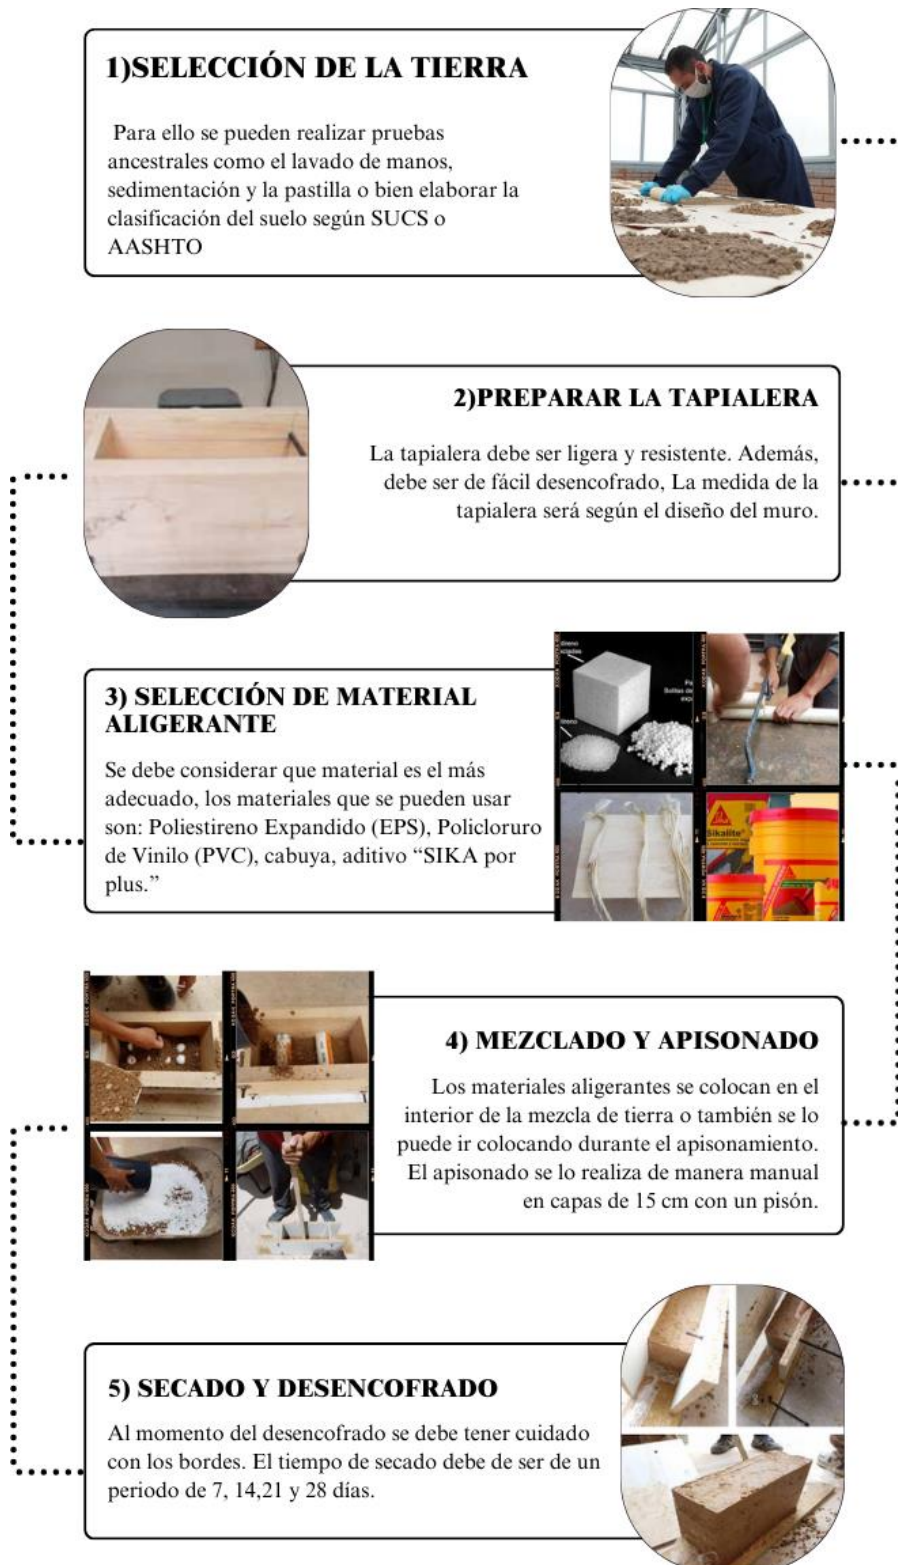 1)SELECCIÓN DE LA TIERRA
Para ello se pueden realizar pruebas
ancestrales como el lavado de manos,
sedimentación y la pastilla o bien elaborar la
clasificación del suelo según SUCS o
AASHTO
2)PREPARAR LA TAPIALERA
La tapialera debe ser ligera y resistente. Además,
debe ser de fácil desencofrado, La medida de la
tapialera será según el diseño del muro.
3) SELECCIÓN DE MATERIAL
ALIGERANTE
Se debe considerar que material es el más
adecuado, los materiales que se pueden usar
son: Poliestireno Expandido (EPS), Policloruro
de Vinilo (PVC), cabuya, aditivo “SIKA por
plus.”
Sikalite
4) MEZCLADO Y APISONADO
Los materiales aligerantes se colocan en el
interior de la mezcla de tierra o también se lo
puede ir colocando durante el apisonamiento.
El apisonado se lo realiza de manera manual
en capas de 15 cm con un pisón.
5) SECADO Y DESENCOFRADO
Al momento del desencofrado se debe tener cuidado
con los bordes. El tiempo de secado debe de ser de un
periodo de 7, 14,21 y 28 días.